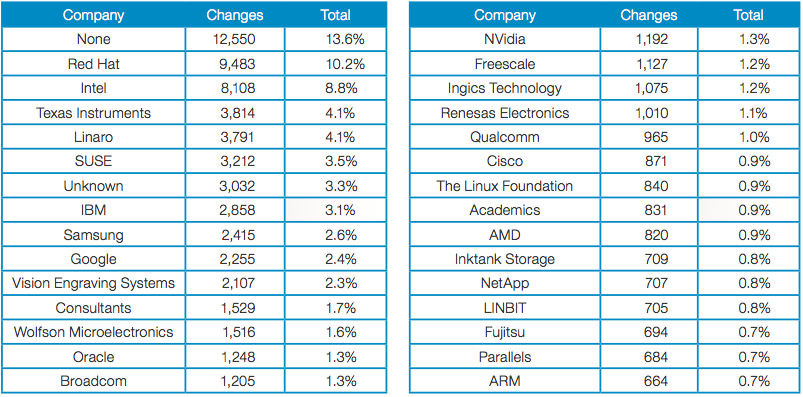 Company Changes Total
None 12,550 13.6%
Red Hat 9,483 10.2%
Intel 8,108 8.8%
Texas Instruments 3,814 4.1%
Linaro 3,791 4.1%
SUSE 3,212 3.5%
Unknown 3,032 3.3%
IBM 2,858 3.1%
Samsung 2,415 2.6%
Google 2,255 2.4%
Vision Engraving Systems 2,107 2.3%
Consultants 1,529 1.7%
Wolfson Microelectronics 1,516 1.6%
Oracle 1,248 1.3%
Broadcom 1,205 1.3%
Company Changes Total
NVidia 1,192 1.3%
Freescale 1,127 1.2%
Ingics Technology 1,075 1.2%
Renesas Electronics 1,010 1.1%
Qualcomm 965 1.0%
Cisco 871 0.9%
The Linux Foundation 840 0.9%
Academics 831 0.9%
AMD 820 0.9%
Inktank Storage 709 0.8%
NetApp 707 0.8%
LINBIT 705 0.8%
Fujitsu 694 0.7%
Parallels 684 0.7%
ARM 664 0.7%